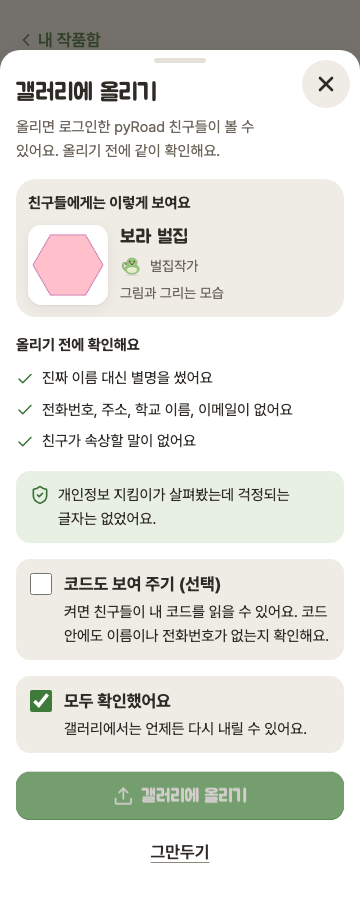 내 작품함
갤러리에 올리기
올리면 로그인한 pyRoad 친구들이 볼 수
있어요. 올리기 전에 같이 확인해요.
친구들에게는 이렇게 보여요
보라 벌집
벌집작가
그림과 그리는 모습
올리기 전에 확인해요
진짜 이름 대신 별명을 썼어요
전화번호, 주소, 학교 이름, 이메일이 없어요
친구가 속상할 말이 없어요
개인정보 지킴이가 살펴봤는데 걱정되는
글자는 없었어요.
코드도 보여 주기 (선택)
켜면 친구들이 내 코드를 읽을 수 있어요. 코드
안에도 이름이나 전화번호가 없는지 확인해요.
모두 확인했어요
갤러리에서는 언제든 다시 내릴 수 있어요.
갤러리에 올리기
그만두기